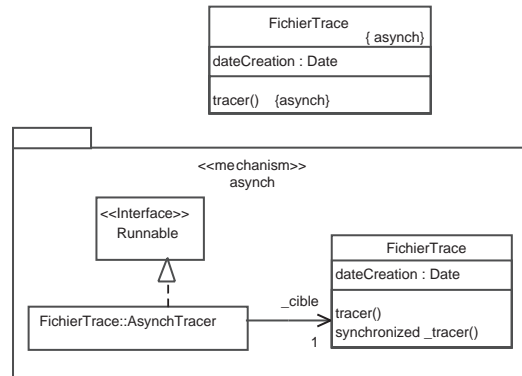 FichierTrace
{ asynch}
dateCreation : Date
tracer() {asynch}
<<mechanism>>
asynch
<<Interface>>
Runnable
FichierTrace
dateCreation : Date
_cible
FichierTrace::AsynchTracer
tracer()
synchronized _tracer()
1